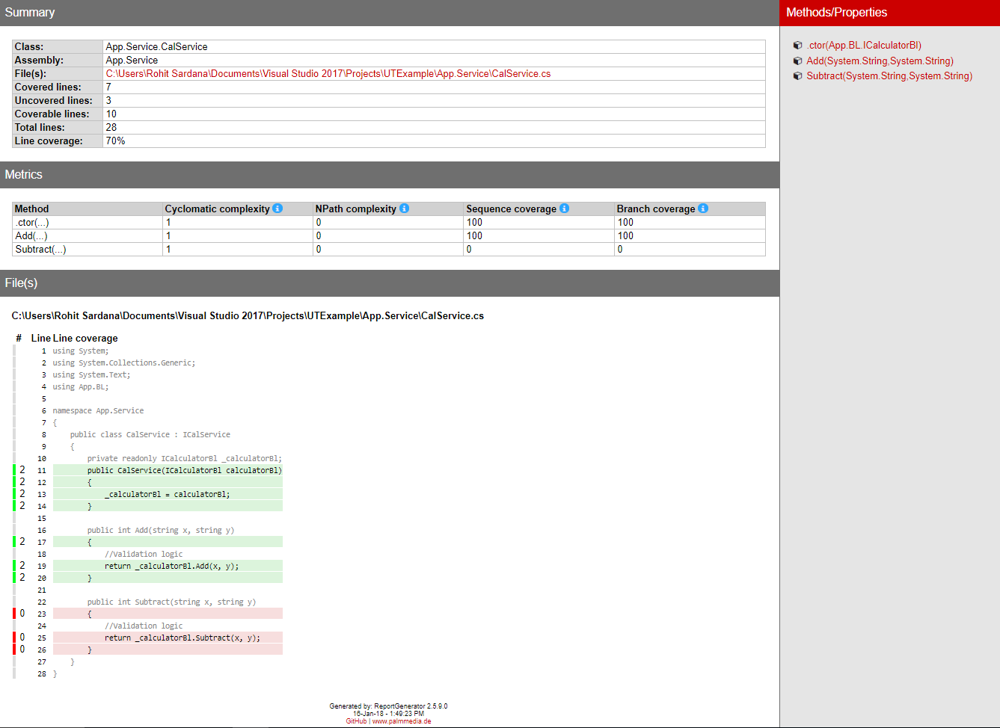 Summary
Class: App.Service.CalService
Assembly: App.Service
File(s): C:\Users\Rohit Sardana\Documents\Visual Studio 2017\Projects\UTExample\App.Service\CalService.cs
Covered lines: 7
Uncovered lines: 3
Coverable lines: 10
Total lines: 28
Line coverage: 70%
Metrics
Method Cyclomatic complexity NPath complexity Sequence coverage Branch coverage
.ctor(...) 1 0 100 100
Add(...) 1 0 100 100
Subtract(...) 1 0 0 0
File(s)
C:\Users\Rohit Sardana\Documents\Visual Studio 2017\Projects\UTExample\App.Service\CalService.cs
# Line Line coverage
1 using System;
2 using System.Collections.Generic;
3 using System.Text;
4 using App.BL;
5
6 namespace App.Service
7 {
8 public class CalService : ICalService
9 {
10 private readonly ICalculatorBl _calculatorBl;
2 11 public CalService(ICalculatorBl calculatorBl)
2 12 {
2 13 _calculatorBl = calculatorBl;
2 14 }
15
16 public int Add(string x, string y)
2 17 {
18 //Validation logic
2 19 return _calculatorBl.Add(x, y);
2 20 }
21
22 public int Subtract(string x, string y)
0 23 {
24 //Validation logic
0 25 return _calculatorBl.Subtract(x, y);
0 26 }
27 }
28 }
Generated by: ReportGenerator 2.5.9.0
16-Jan-18 - 1:49:23 PM
GitHub | www.palmmedia.de
Methods/Properties
.ctor(App.BL.ICalculatorBl)
Add(System.String,System.String)
Subtract(System.String,System.String)